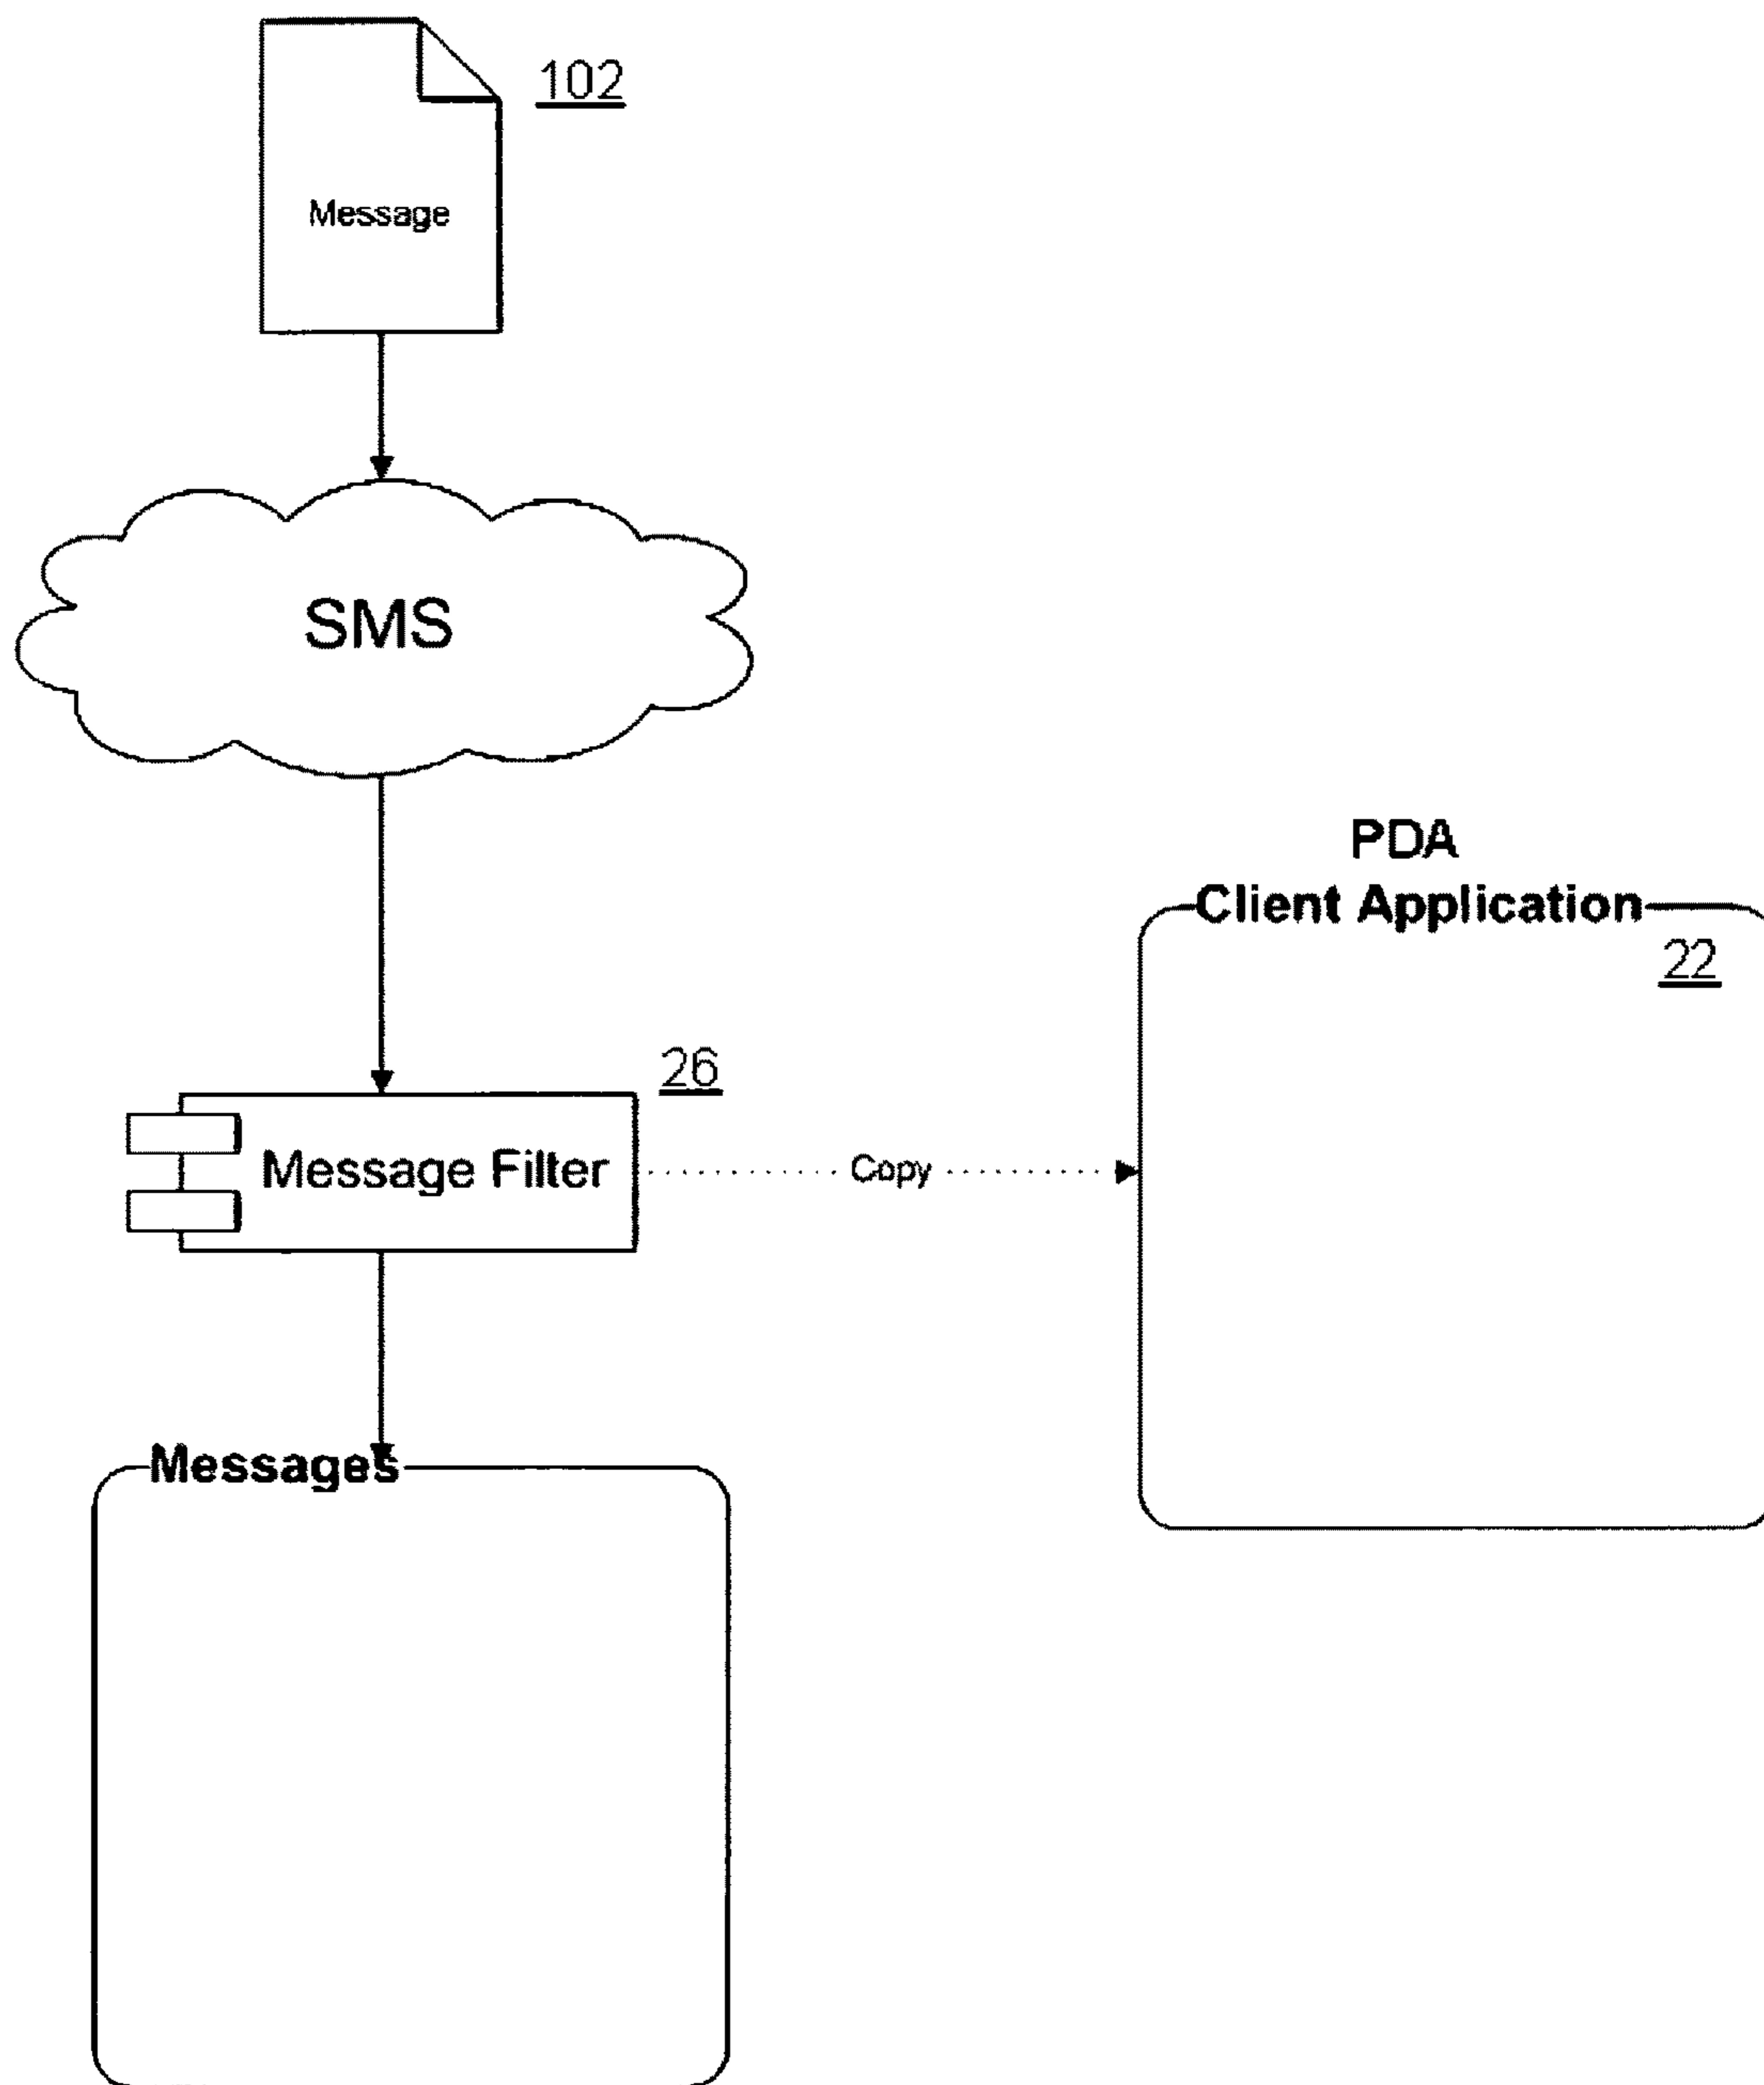 102
Message
SMS
PDA
Client Application
22
26
Message Filter
Copy
Messages